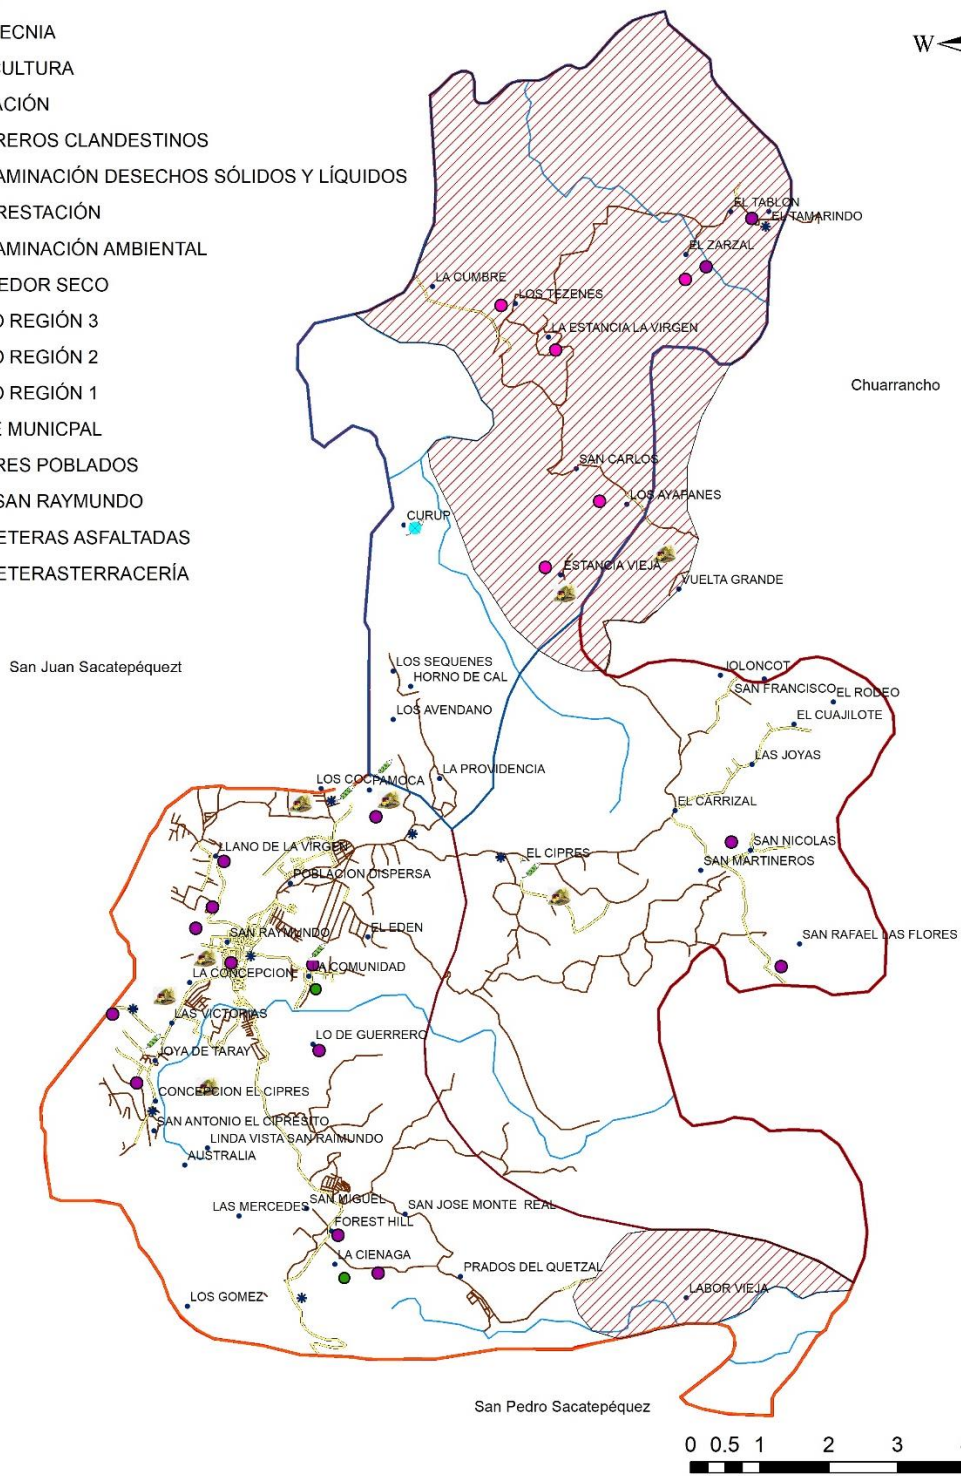 ECNIA
CULTURA
ACIÓN
REROS CLANDESTINOS
AMINACIÓN DESECHOS SÓLIDOS Y LÍQUIDOS
RESTACIÓN
AMINACIÓN AMBIENTAL
EDOR SECO
O REGIÓN 3
O REGIÓN 2
O REGIÓN 1
E MUNICPAL
RES POBLADOS
SAN RAYMUNDO
ETERAS ASFALTADAS
ETERASTERRACERÍA
W
EL TABLON
EL TAMARINDO
EL ZARZAL
LA CUMBRE
LOS TEZENES
LA ESTANCIA LA VIRGEN
Chuarrancho
SAN CARLOS
LOS AYAPANES
CURUP
ESTANCIA VIEJA
VUELTA GRANDE
San Juan Sacatepéquezt
LOS SEQUENES
HORNO DE CAL
JOLONCOT
SAN FRANCISCO
EL RODEO
LOS AVENDANO
EL CUAJILOTE
LAS JOYAS
LA PROVIDENCIA
LOS COC
PAMOCA
EL CARRIZAL
LLANO DE LA VIRGEN
EL CIPRES
SAN NICOLAS
SAN MARTINEROS
POBLACION DISPERSA
SAN RAYMUNDO
EL EDEN
SAN RAFAEL LAS FLORES
LA CONCEPCION
LA COMUNIDAD
LAS VICTORIAS
LO DE GUERRERO
JOYA DE TARAY
CONCEPCION EL CIPRES
SAN ANTONIO EL CIPRESITO
LINDA VISTA SAN RAIMUNDO
AUSTRALIA
LAS MERCEDES
SAN MIGUEL
SAN JOSE MONTE REAL
FOREST HILL
LA CIENAGA
PRADOS DEL QUETZAL
LABOR VIEJA
LOS GOMEZ
San Pedro Sacatepéquez
0 0.5 1 2 3